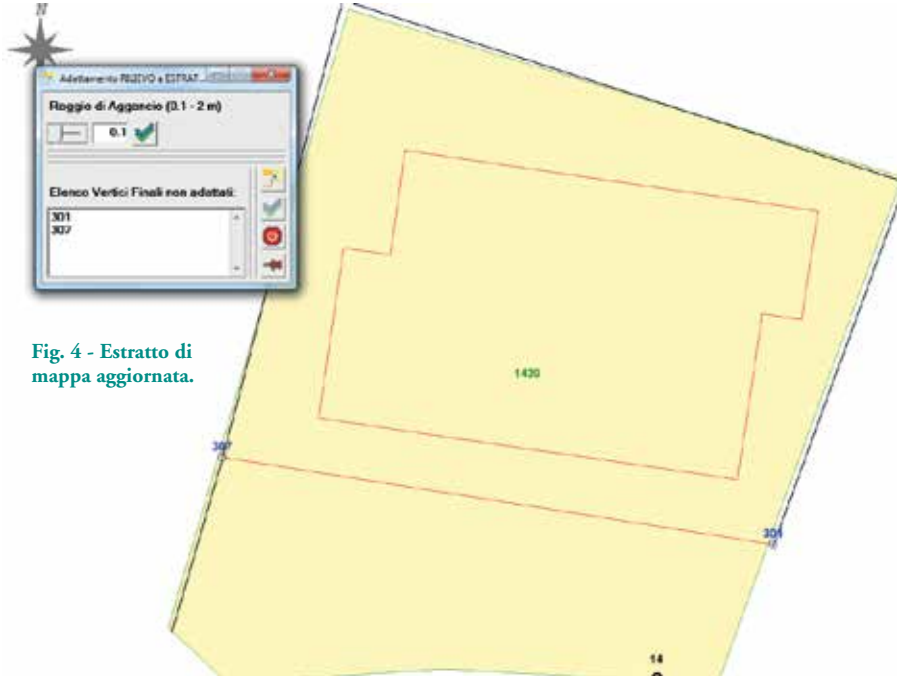 N
Adattamento RILIEVO a ESTRAT
Raggio di Aggancio (0.1 - 2 m)
0.1
Elenco Vertici Finali non adattati:
301
307
Fig. 4 - Estratto di
mappa aggiornata.
1420
307
301
14